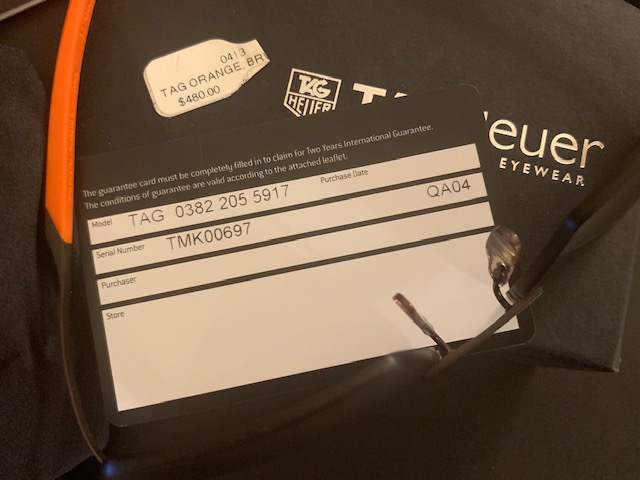 0413
TAG ORANGE, BR
$480.00
TAG
HEUER
euer
EYEWEAR
The guarantee card must be completely filled in to claim for Two Years International Guarantee.
The conditions of guarantee are valid according to the attached leaflet.
Model TAG 0382 205 5917 Purchase Date
Serial Number TMK00697 QA04
Purchaser
Store